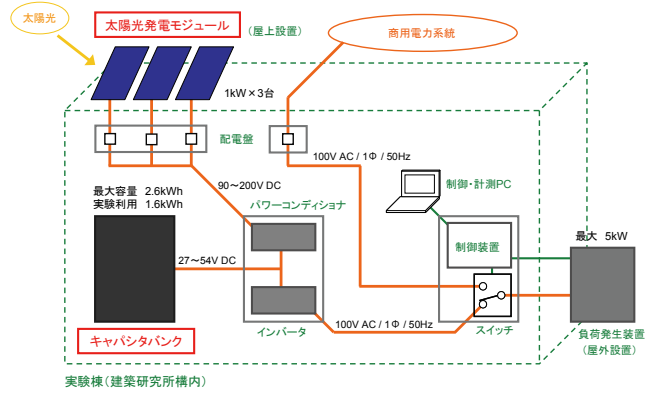 太陽光
太陽光発電モジュール
(屋上設置)
商用電力系統
1kW×3台
配電盤
100V AC / 1Φ / 50Hz
制御・計測PC
90～200V DC
最大容量 2.6kWh
実験利用 1.6kWh
パワーコンディショナ
制御装置
最大 5kW
27～54V DC
100V AC / 1Φ / 50Hz
キャパシタバンク
インバータ
スイッチ
負荷発生装置
(屋外設置)
実験棟(建築研究所構内)